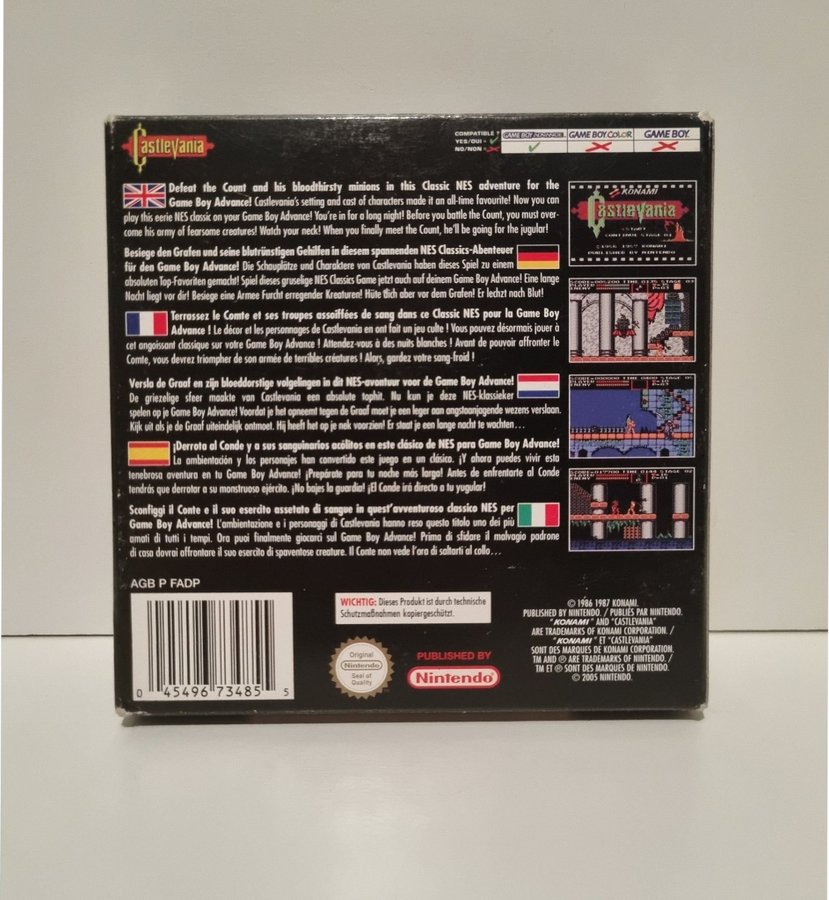 Castlevania
COMPATIBLE ?
YES/OUI -
NO/NON -
GAME BOY ADVANCE
GAME BOY COLOR
GAME BOY
Defeat the Count and his bloodthirsty minions in this Classic NES adventure for the
Game Boy Advance! Castlevania's setting and cast of characters made it an all-time favourite! Now you can
play this eerie NES classic on your Game Boy Advance! You're in for a long night! Before you battle the Count, you must over-
come his army of fearsome creatures! Watch your neck! When you finally meet the Count, he'll be going for the jugular!
Besiege den Grafen und seine blutrünstigen Gehilfen in diesem spannenden NES Classics-Abenteuer
für den Game Boy Advance! Die Schauplätze und Charaktere von Castlevania haben dieses Spiel zu einem
absoluten Top-Favoriten gemacht! Spiel dieses gruselige NES Classics Game jetzt auch auf deinem Game Boy Advance! Eine lange
Nacht liegt vor dir! Besiege eine Armee Furcht erregender Kreaturen! Hüte dich aber vor dem Grafen! Er lechzt nach Blut!
Terrassez le Comte et ses troupes assoiffées de sang dans ce Classic NES pour la Game Boy
Advance ! Le décor et les personnages de Castlevania en ont fait un jeu culte ! Vous pouvez désormais jouer à
cet angoissant classique sur votre Game Boy Advance ! Attendez-vous à des nuits blanches ! Avant de pouvoir affronter le
Comte, vous devrez triompher de son armée de terribles créatures ! Alors, gardez votre sang-froid !
Versla de Graaf en zijn bloeddorstige volgelingen in dit NES-avontuur voor de Game Boy Advance!
De griezelige sfeer maakte van Castlevania een absolute tophit. Nu kun je deze NES-klassieker
spelen op je Game Boy Advance! Voordat je het opneemt tegen de Graaf moet je een leger aan angstaanjagende wezens verslaan.
Kijk uit als je de Graaf uiteindelijk ontmoet. Hij heeft het op je nek voorzien! Er staat je een lange nacht te wachten...
¡Derrota al Conde y a sus sanguinarios acólitos en este clásico de NES para Game Boy Advance!
La ambientación y los personajes han convertido este juego en un clásico. ¡Y ahora puedes vivir esta
tenebrosa aventura en tu Game Boy Advance! ¡Prepárate para tu noche más larga! Antes de enfrentarte al Conde
tendrás que derrotar a su monstruoso ejército. ¡No bajes la guardia! ¡El Conde irá directo a tu yugular!
Sconfiggi il Conte e il suo esercito assetato di sangue in quest'avventuroso classico NES per
Game Boy Advance! L'ambientazione e i personaggi di Castlevania hanno reso questo titolo uno dei più
amati di tutti i tempi. Ora puoi finalmente giocarci sul Game Boy Advance! Prima di sfidare il malvagio padrone
di casa dovrai affrontare il suo esercito di spaventose creature. Il Conte non vede l'ora di saltarti al collo...
KONAMI
Castlevania
START
CONTINUE STAGE 01
©1986 1987 KONAMI
PUBLISHED BY NINTENDO
AGB P FADP
0 45496 73485 5
WICHTIG: Dieses Produkt ist durch technische
Schutzmaßnahmen kopiergeschützt.
Original
Nintendo
Seal of
Quality
PUBLISHED BY
Nintendo
© 1986 1987 KONAMI.
PUBLISHED BY NINTENDO. / PUBLIÉS PAR NINTENDO.
"KONAMI" AND "CASTLEVANIA"
ARE TRADEMARKS OF KONAMI CORPORATION. /
"KONAMI" ET "CASTLEVANIA"
SONT DES MARQUES DE KONAMI CORPORATION.
TM AND ® ARE TRADEMARKS OF NINTENDO. /
TM ET ® SONT DES MARQUES DE NINTENDO.
© 2005 NINTENDO.